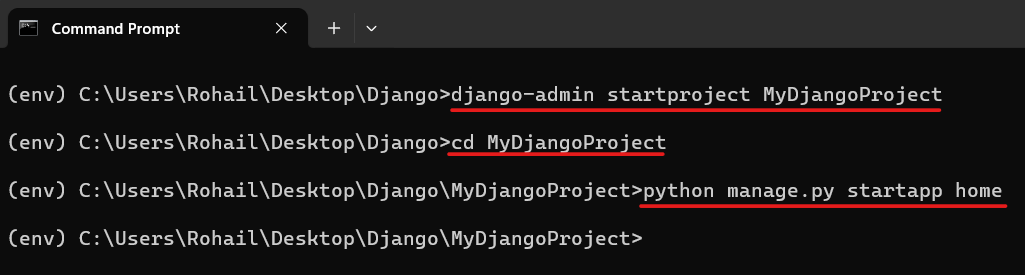 Command Prompt
(env) C:\Users\Rohail\Desktop\Django>django-admin startproject MyDjangoProject
(env) C:\Users\Rohail\Desktop\Django>cd MyDjangoProject
(env) C:\Users\Rohail\Desktop\Django\MyDjangoProject>python manage.py startapp home
(env) C:\Users\Rohail\Desktop\Django\MyDjangoProject>